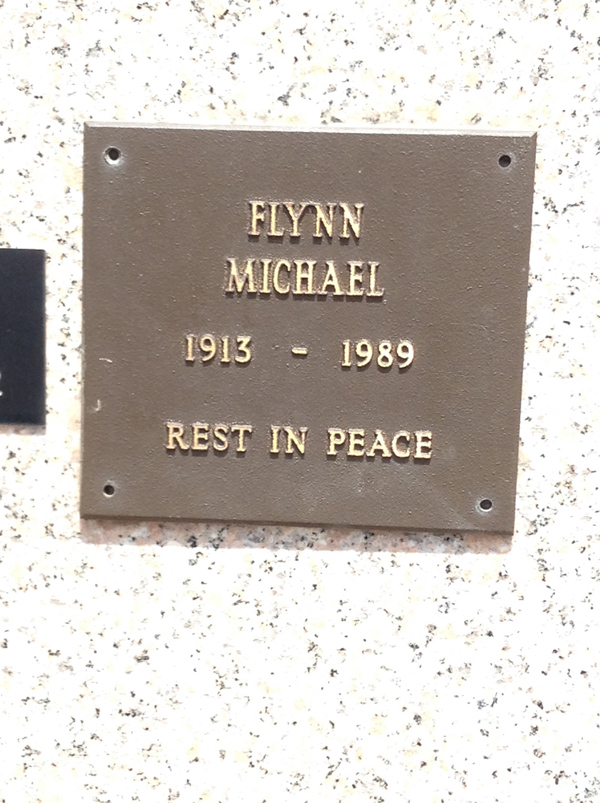 FLYNN
MICHAEL
1913 - 1989
REST IN PEACE